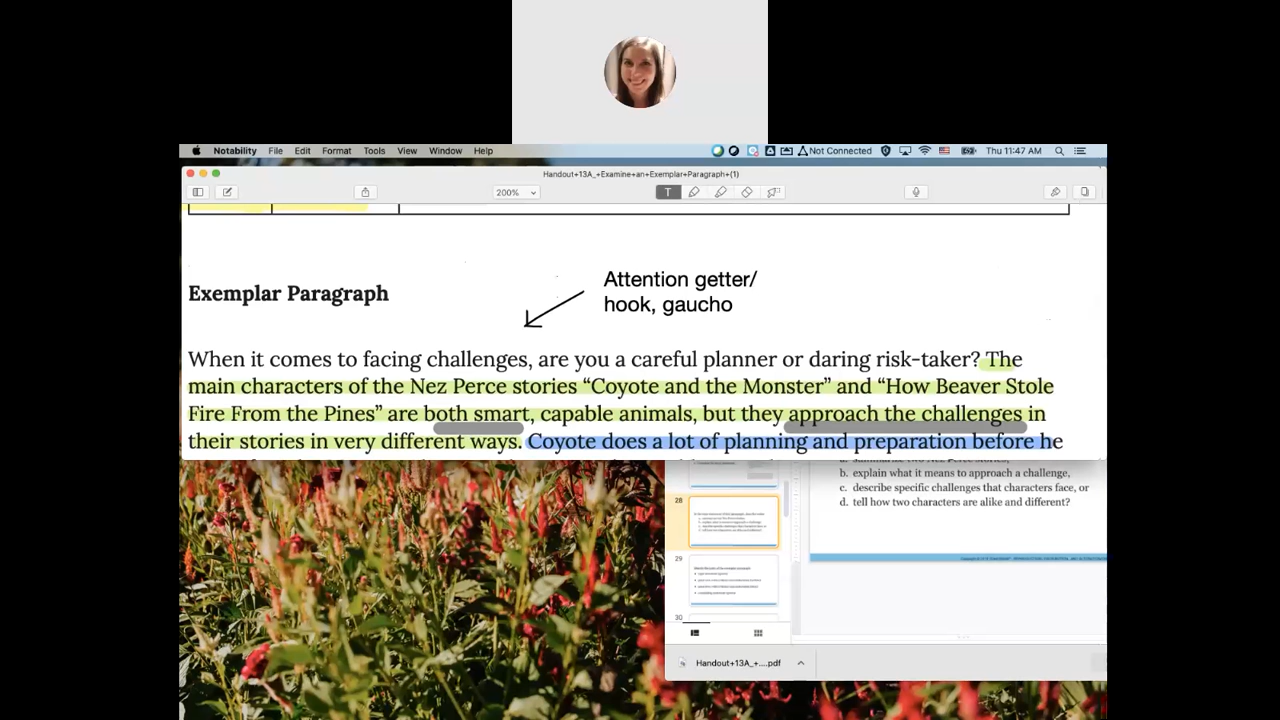 Notability File Edit Format Tools View Window Help
Not Connected
Thu 11:47 AM
Handout+13A_+Examine+an+Exemplar+Paragraph+(1)
200%
T
Attention getter/
hook, gaucho
Exemplar Paragraph
When it comes to facing challenges, are you a careful planner or daring risk-taker? The
main characters of the Nez Perce stories “Coyote and the Monster” and “How Beaver Stole
Fire From the Pines” are both smart, capable animals, but they approach the challenges in
their stories in very different ways. Coyote does a lot of planning and preparation before he
b. explain what it means to approach a challenge,
c. describe specific challenges that characters face, or
d. tell how two characters are alike and different?
28
29
30
Handout+13A_+....pdf